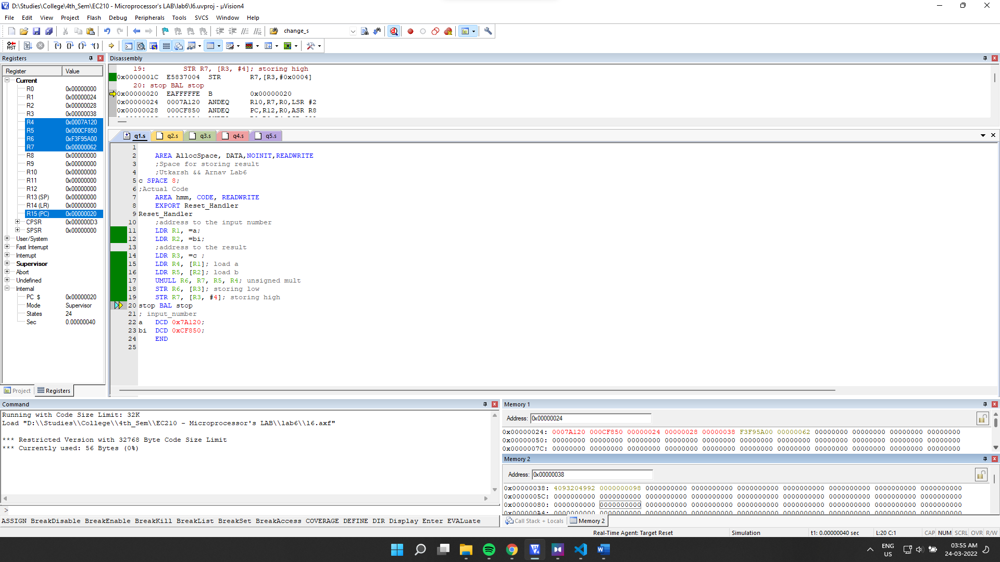 D:\Studies\College\4th_Sem\EC210 - Microprocessor's LAB\lab6\l6.uvproj - µVision4
File Edit View Project Flash Debug Peripherals Tools SVCS Window Help
change_s
RST
Registers
Register Value
Current
R0 0x00000000
R1 0x00000024
R2 0x00000028
R3 0x00000038
R4 0x0007A120
R5 0x000CF850
R6 0xF3F95A00
R7 0x00000062
R8 0x00000000
R9 0x00000000
R10 0x00000000
R11 0x00000000
R12 0x00000000
R13 (SP) 0x00000000
R14 (LR) 0x00000000
R15 (PC) 0x00000020
CPSR 0x000000D3
SPSR 0x00000000
User/System
Fast Interrupt
Interrupt
Supervisor
Abort
Undefined
Internal
PC $ 0x00000020
Mode Supervisor
States 24
Sec 0.00000040
Project Registers
Disassembly
19: STR R7, [R3, #4]; storing high
0x0000001C E5837004 STR R7,[R3,#0x0004]
20: stop BAL stop
0x00000020 EAFFFFFE B 0x00000020
0x00000024 0007A120 ANDEQ R10,R7,R0,LSR #2
0x00000028 000CF850 ANDEQ PC,R12,R0,ASR R8
q1.s q2.s q3.s q4.s q5.s
1
2 AREA AllocSpace, DATA,NOINIT,READWRITE
3 ;Space for storing result
4 ;Utkarsh && Arnav Lab6
5 c SPACE 8;
6 ;Actual Code
7 AREA hmm, CODE, READWRITE
8 EXPORT Reset_Handler
9 Reset_Handler
10 ;address to the input number
11 LDR R1, =a;
12 LDR R2, =bi;
13 ;address to the result
14 LDR R3, =c ;
15 LDR R4, [R1]; load a
16 LDR R5, [R2]; load b
17 UMULL R6, R7, R5, R4; unsigned mult
18 STR R6, [R3]; storing low
19 STR R7, [R3, #4]; storing high
20 stop BAL stop
21 ; input_number
22 a DCD 0x7A120;
23 bi DCD 0xCF850;
24 END
25
Command
Running with Code Size Limit: 32K
Load "D:\\Studies\\College\\4th_Sem\\EC210 - Microprocessor's LAB\\lab6\\l6.axf"
*** Restricted Version with 32768 Byte Code Size Limit
*** Currently used: 56 Bytes (0%)
>
ASSIGN BreakDisable BreakEnable BreakKill BreakList BreakSet BreakAccess COVERAGE DEFINE DIR Display Enter EVALuate
Memory 1
Address: 0x00000024
0x00000024: 0007A120 000CF850 00000024 00000028 00000038 F3F95A00 00000062 00000000 00000000 00000000 00000000
0x00000050: 00000000 00000000 00000000 00000000 00000000 00000000 00000000 00000000 00000000 00000000 00000000
0x0000007C: 00000000 00000000 00000000 00000000 00000000 00000000 00000000 00000000 00000000 00000000 00000000
Memory 2
Address: 0x00000038
0x00000038: 4093204992 0000000098 0000000000 0000000000 0000000000 0000000000 0000000000 0000000000 0000000000
0x0000005C: 0000000000 0000000000 0000000000 0000000000 0000000000 0000000000 0000000000 0000000000 0000000000
0x00000080: 0000000000 0000000000 0000000000 0000000000 0000000000 0000000000 0000000000 0000000000 0000000000
0x000000A4: 0000000000 0000000000 0000000000 0000000000 0000000000 0000000000 0000000000 0000000000 0000000000
Call Stack + Locals Memory 2
Real-Time Agent: Target Reset Simulation t1: 0.00000040 sec L:20 C:1 CAP NUM SCRL OVR R/W
ENG
US
03:55 AM
24-03-2022